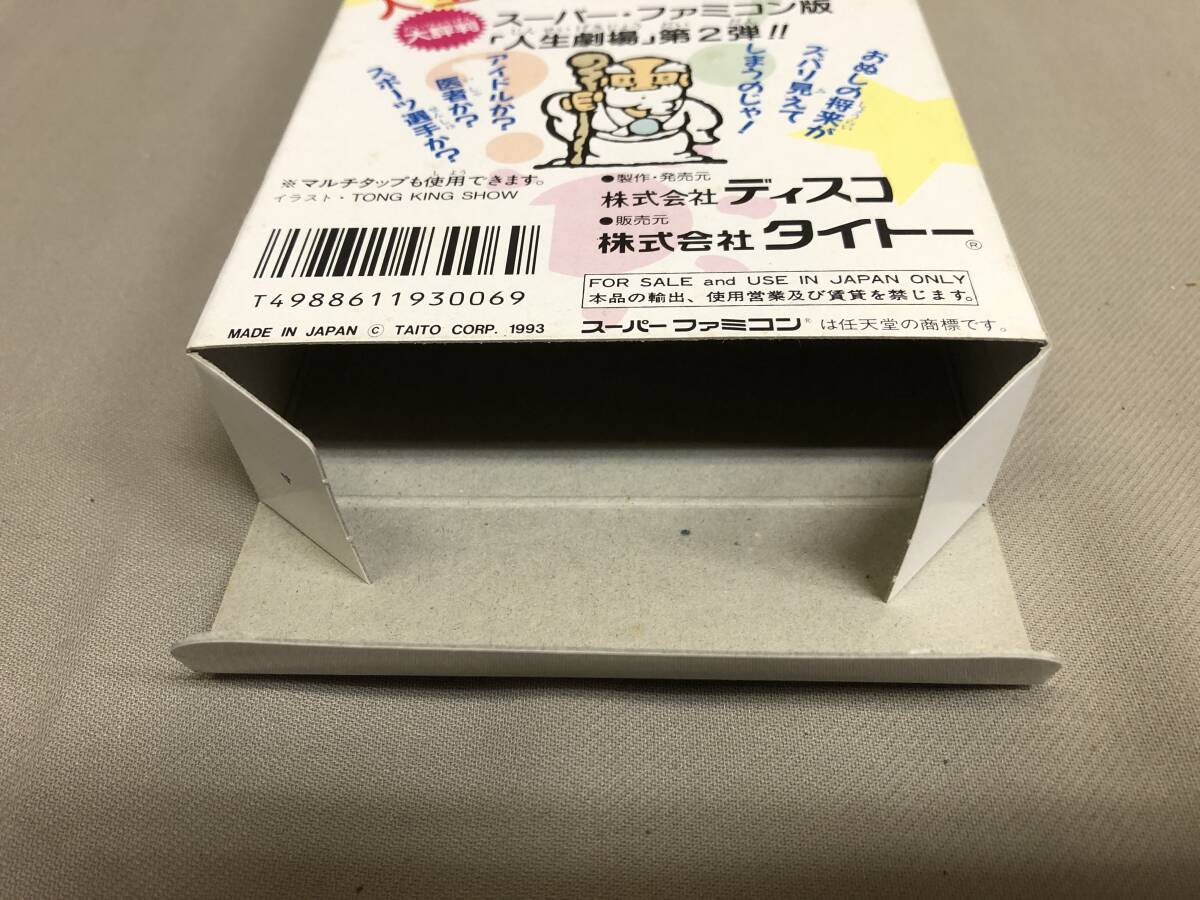 人生
大評判
スーパー・ファミコン版
「人生劇場」第2弾!!
おぬしの将来が
ズバリ見えて
しまうのじゃ!
アイドルか?
医者か?
スポーツ選手か?
※マルチタップも使用できます。
イラスト・TONG KING SHOW
●製作・発売元
株式会社 ディスコ
●販売元
株式会社 タイトー®
T4988611930069
FOR SALE and USE IN JAPAN ONLY
本品の輸出、使用営業及び賃貸を禁じます。
MADE IN JAPAN © TAITO CORP. 1993
スーパーファミコン®は任天堂の商標です。